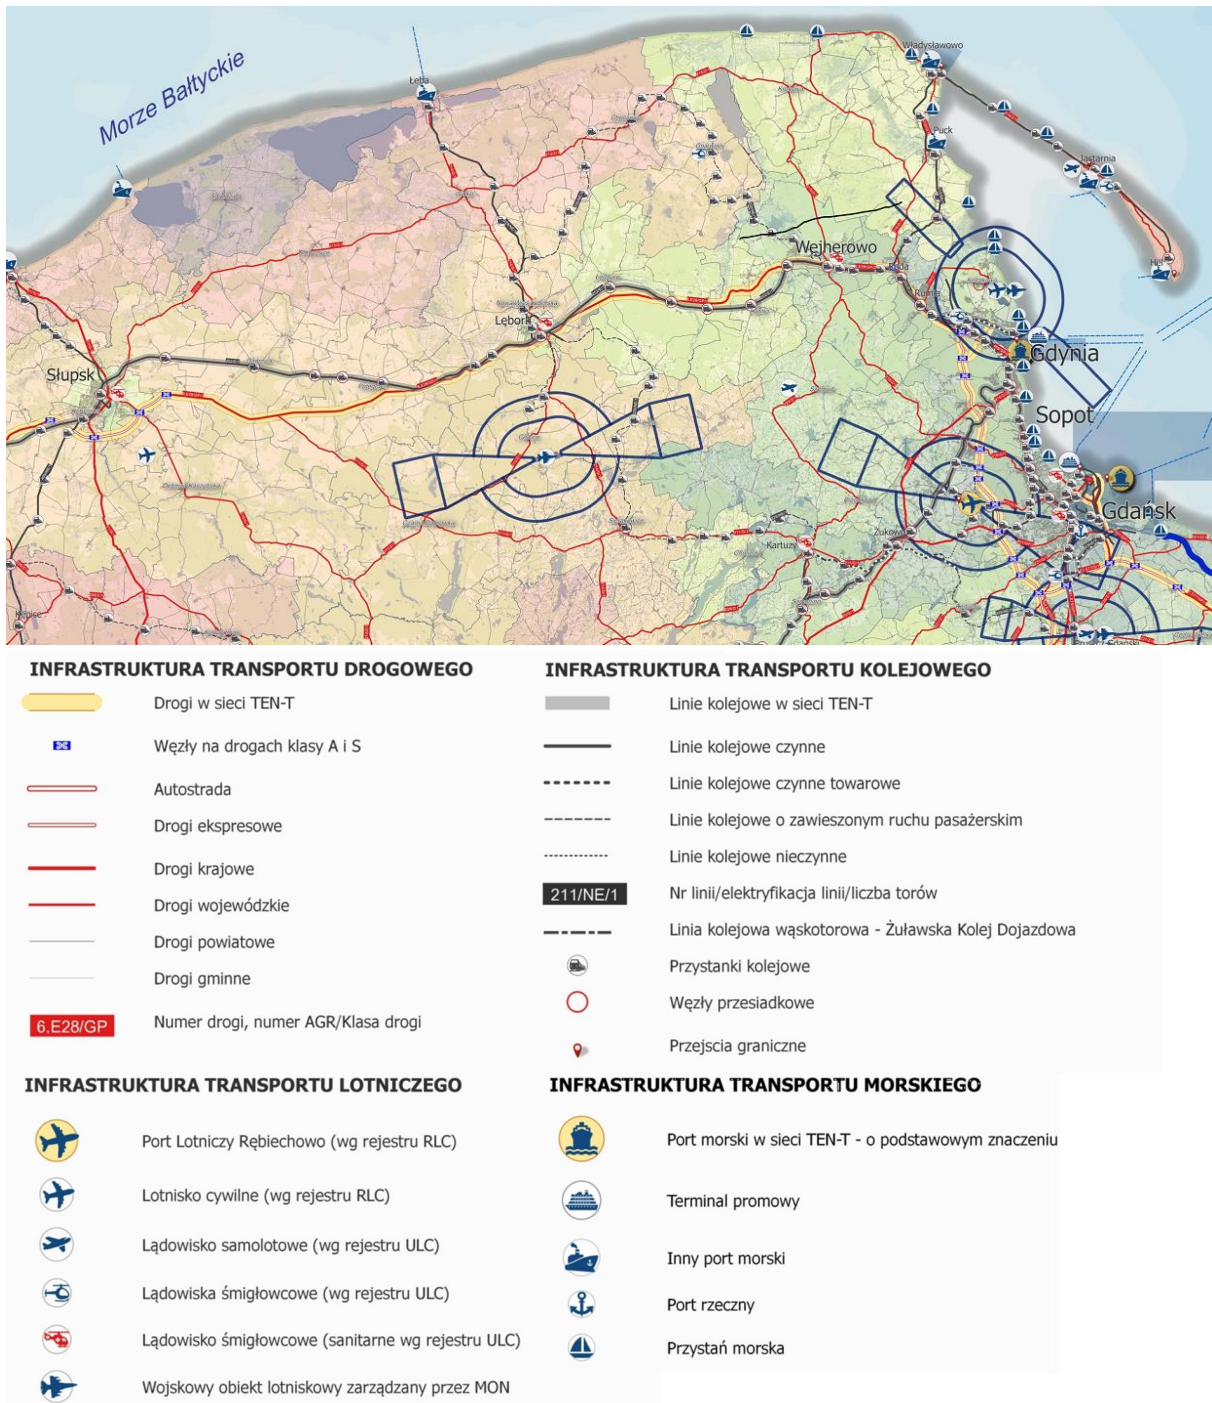 Morze Bałtyckie
Łeba
Władysławowo
Puck
Jastarnia
Hel
Wejherowo
Reda
Rumia
Lębork
Gdynia
Słupsk
Sopot
Gdańsk
Kartuzy
Żukowo
Pruszcz Gdański
INFRASTRUKTURA TRANSPORTU DROGOWEGO
Drogi w sieci TEN-T
Węzły na drogach klasy A i S
Autostrada
Drogi ekspresowe
Drogi krajowe
Drogi wojewódzkie
Drogi powiatowe
Drogi gminne
6.E28/GP Numer drogi, numer AGR/Klasa drogi
INFRASTRUKTURA TRANSPORTU KOLEJOWEGO
Linie kolejowe w sieci TEN-T
Linie kolejowe czynne
Linie kolejowe czynne towarowe
Linie kolejowe o zawieszonym ruchu pasażerskim
Linie kolejowe nieczynne
211/NE/1 Nr linii/elektryfikacja linii/liczba torów
Linia kolejowa wąskotorowa - Żuławska Kolej Dojazdowa
Przystanki kolejowe
Węzły przesiadkowe
Przejscia graniczne
INFRASTRUKTURA TRANSPORTU LOTNICZEGO
Port Lotniczy Rębiechowo (wg rejestru RLC)
Lotnisko cywilne (wg rejestru RLC)
Lądowisko samolotowe (wg rejestru ULC)
Lądowiska śmigłowcowe (wg rejestru ULC)
Lądowisko śmigłowcowe (sanitarne wg rejestru ULC)
Wojskowy obiekt lotniskowy zarządzany przez MON
INFRASTRUKTURA TRANSPORTU MORSKIEGO
Port morski w sieci TEN-T - o podstawowym znaczeniu
Terminal promowy
Inny port morski
Port rzeczny
Przystań morska